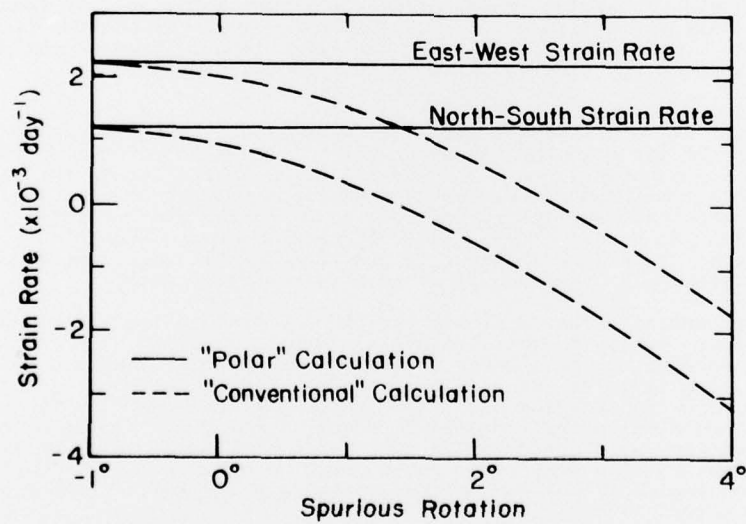 East-West Strain Rate
North-South Strain Rate
2
0
-2
-4
Strain Rate (x10⁻³ day⁻¹)
"Polar" Calculation
"Conventional" Calculation
-1° 0° 2° 4°
Spurious Rotation